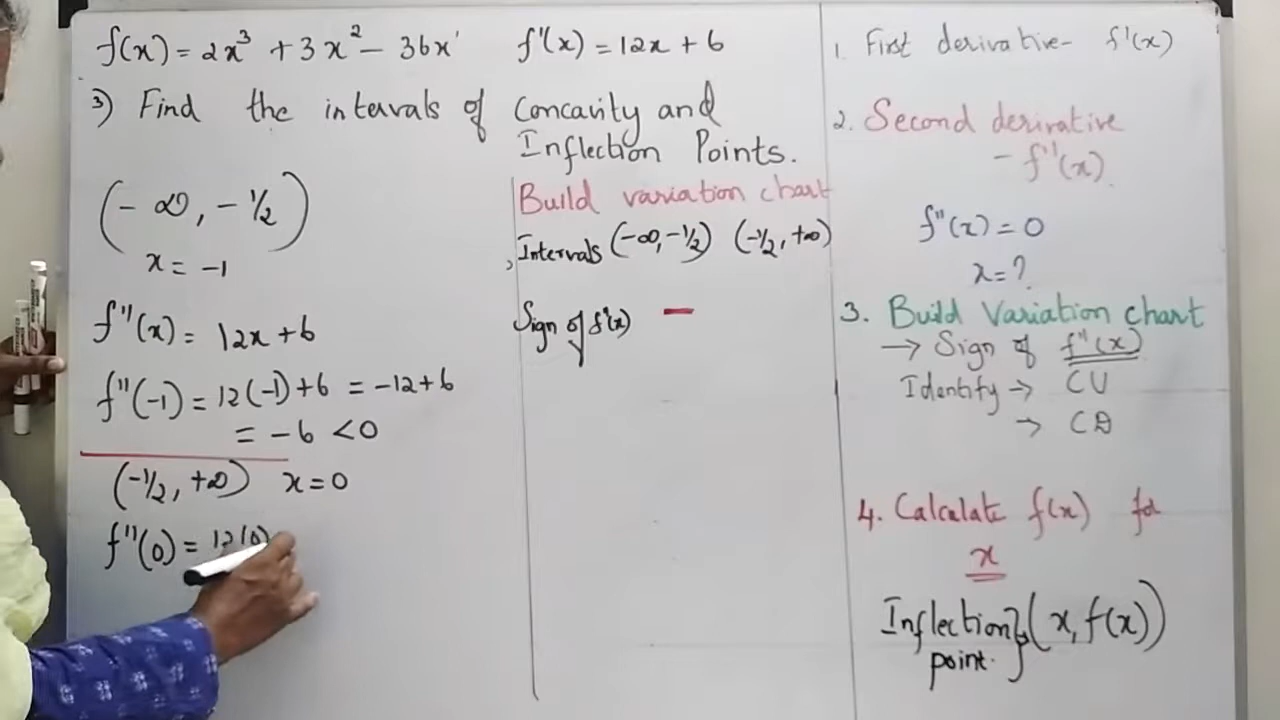 f(x) = 2x³ + 3x² - 36x
f''(x) = 12x + 6
3) Find the intervals of Concavity and
Inflection Points.
(-∞, -1/2)
x = -1
f''(x) = 12x+6
f''(-1) = 12(-1)+6 = -12+6
= -6 <0
(-1/2, +∞) x=0
f''(0) = 12(0)
Build variation chart
Intervals (-∞,-1/2) (-1/2, +∞)
Sign of f''(x) -
1. First derivative- f'(x)
2. Second derivative
- f''(x)
f''(x) = 0
x = ?
3. Build Variation chart
→ Sign of f''(x)
Identify → CU
→ CD
4. Calculate f(x) for
x
Inflection} (x, f(x))
point.